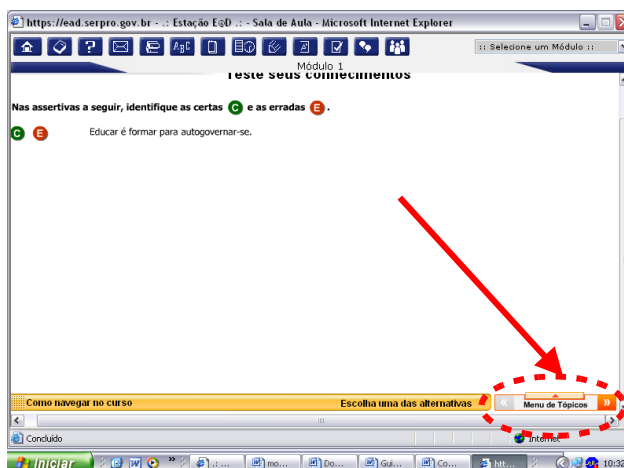 https://ead.serpro.gov.br - .: Estação E@D .: - Sala de Aula - Microsoft Internet Explorer
ABC
:: Selecione um Módulo ::
Módulo 1
Teste seus conhecimentos
Nas assertivas a seguir, identifique as certas C e as erradas E .
C E Educar é formar para autogovernar-se.
Como navegar no curso Escolha uma das alternativas « Menu de Tópicos »
Concluído Internet
Iniciar » .: ... mo... Do... Gui... Co... htt... 10:32